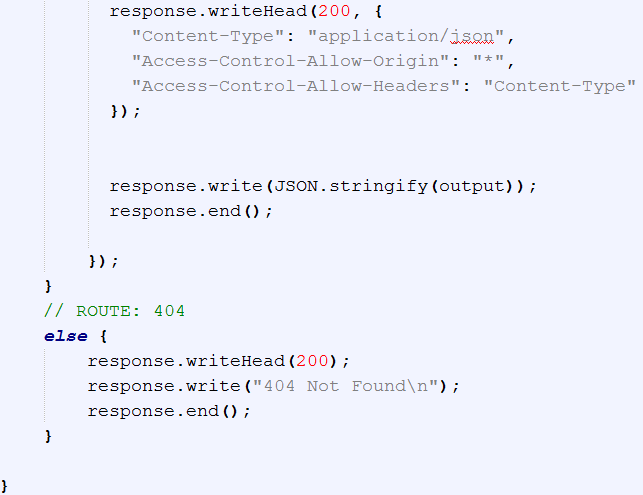 response.writeHead(200, {
"Content-Type": "application/json",
"Access-Control-Allow-Origin": "*",
"Access-Control-Allow-Headers": "Content-Type"
});
response.write(JSON.stringify(output));
response.end();
});
}
// ROUTE: 404
else {
response.writeHead(200);
response.write("404 Not Found\n");
response.end();
}
}